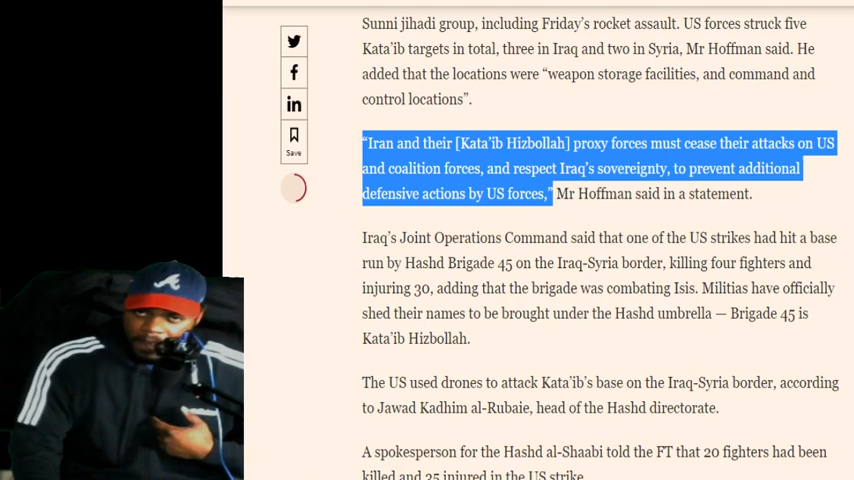 Sunni jihadi group, including Friday's rocket assault. US forces struck five
Kata'ib targets in total, three in Iraq and two in Syria, Mr Hoffman said. He
added that the locations were “weapon storage facilities, and command and
control locations”.
Save
“Iran and their [Kata'ib Hizbollah] proxy forces must cease their attacks on US
and coalition forces, and respect Iraq's sovereignty, to prevent additional
defensive actions by US forces,” Mr Hoffman said in a statement.
Iraq's Joint Operations Command said that one of the US strikes had hit a base
run by Hashd Brigade 45 on the Iraq-Syria border, killing four fighters and
injuring 30, adding that the brigade was combating Isis. Militias have officially
shed their names to be brought under the Hashd umbrella — Brigade 45 is
Kata'ib Hizbollah.
The US used drones to attack Kata'ib's base on the Iraq-Syria border, according
to Jawad Kadhim al-Rubaie, head of the Hashd directorate.
A spokesperson for the Hashd al-Shaabi told the FT that 20 fighters had been
killed and 35 injured in the US strike.